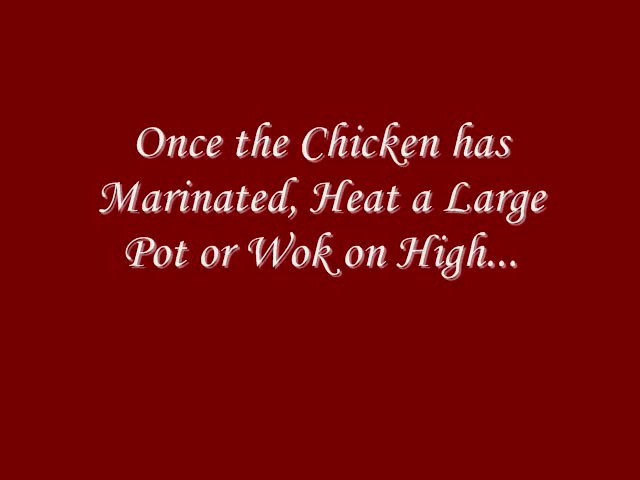 Once the Chicken has
Marinated, Heat a Large
Pot or Wok on High...